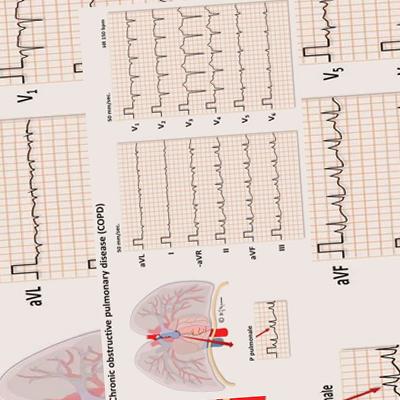 Chronic obstructive pulmonary disease (COPD)
50 mm/sec.
aVL
I
-aVR
II
aVF
III
50 mm/sec.
HR 150 bpm
V1
V2
V3
V4
V5
V6
P pulmonale
V1
aVL
V5
aVF